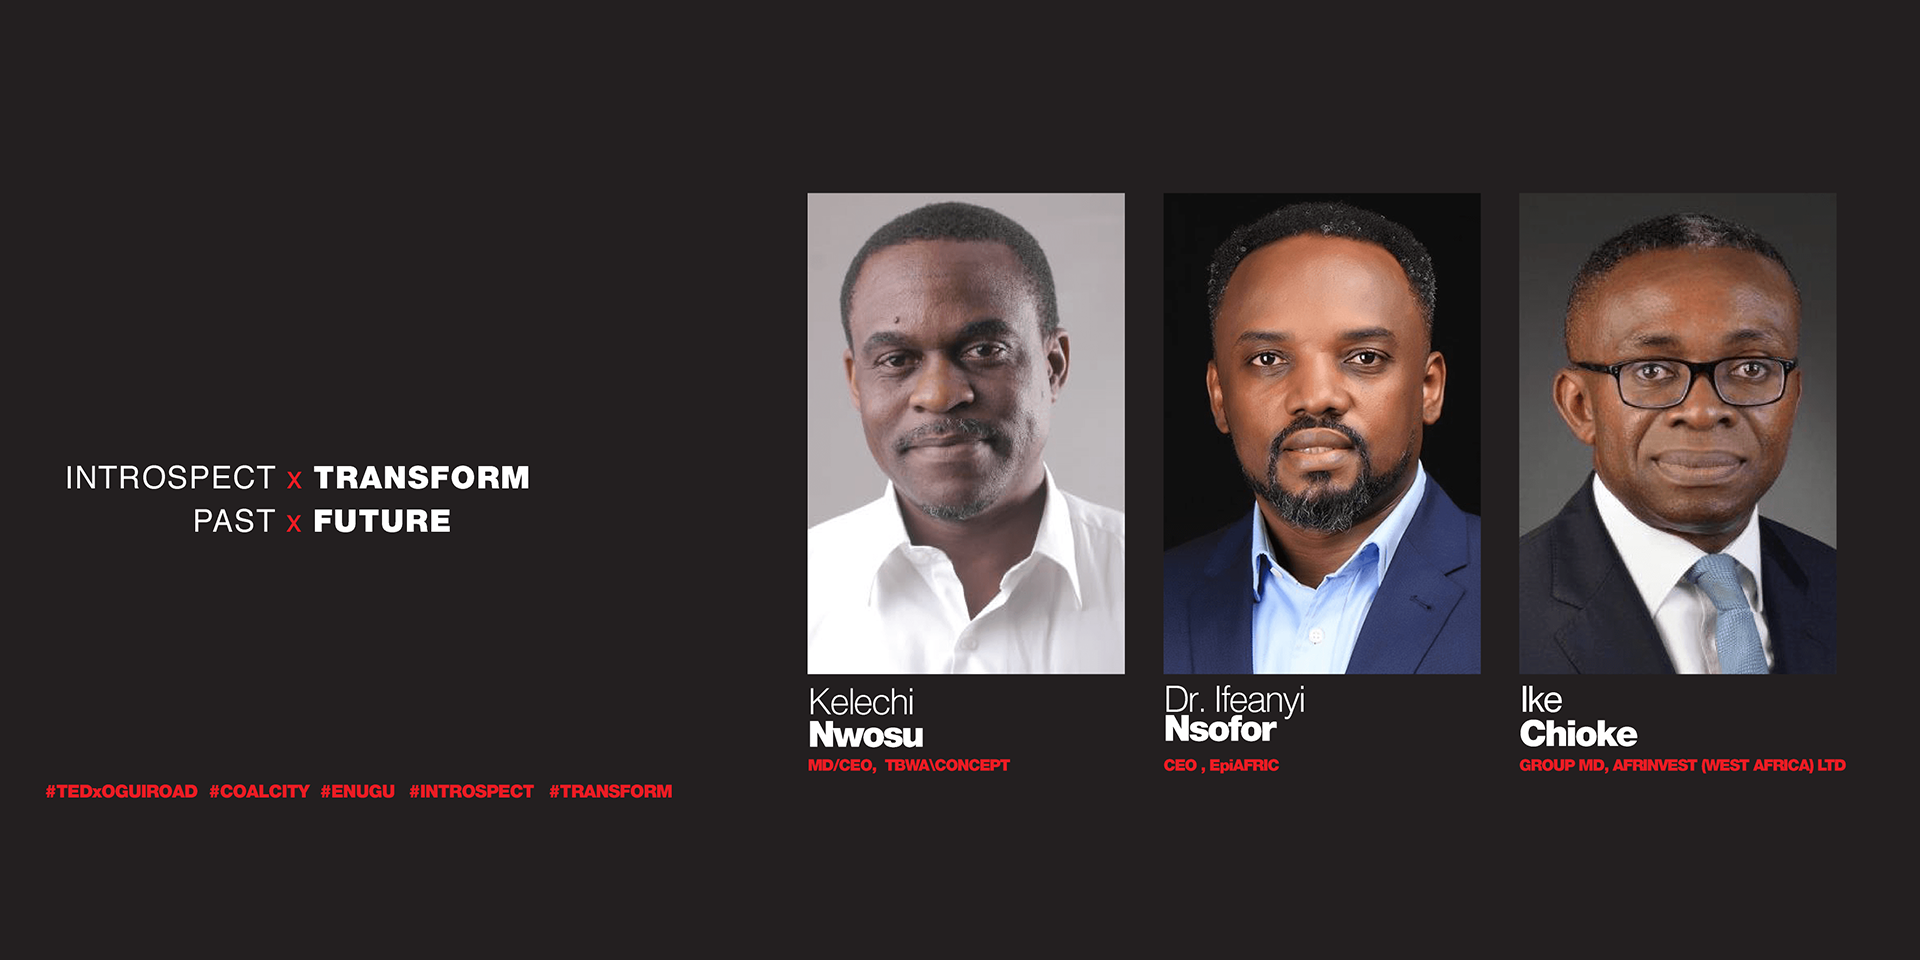 INTROSPECT x TRANSFORM
PAST x FUTURE
#TEDxOGUIROAD #COALCITY #ENUGU #INTROSPECT #TRANSFORM
Kelechi
Nwosu
MD/CEO, TBWA\CONCEPT
Dr. Ifeanyi
Nsofor
CEO , EpiAFRIC
Ike
Chioke
GROUP MD, AFRINVEST (WEST AFRICA) LTD